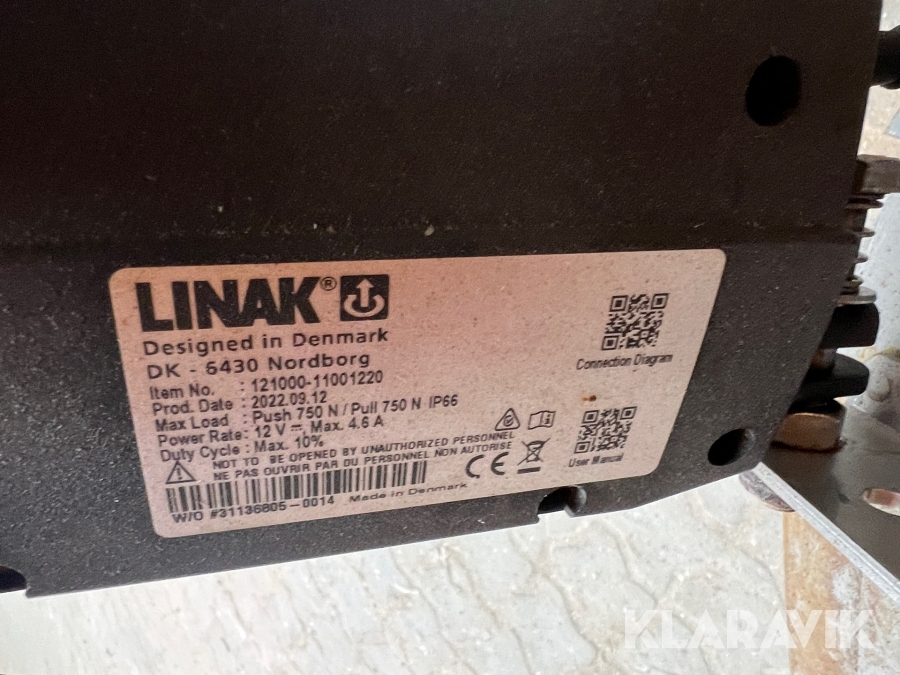 LINAK®
Designed in Denmark
DK - 6430 Nordborg
Item No. : 121000-11001220
Prod. Date : 2022.09.12
Max Load : Push 750 N / Pull 750 N IP66
Power Rate : 12 V ⎓ Max. 4.6 A
Duty Cycle : Max. 10%
NOT TO BE OPENED BY UNAUTHORIZED PERSONNEL
NE PAS OUVRIR PAR DU PERSONNEL NON AUTORISE
Made in Denmark
W/O #31136805-0014
CE
Connection Diagram
User Manual
KLARAVIK